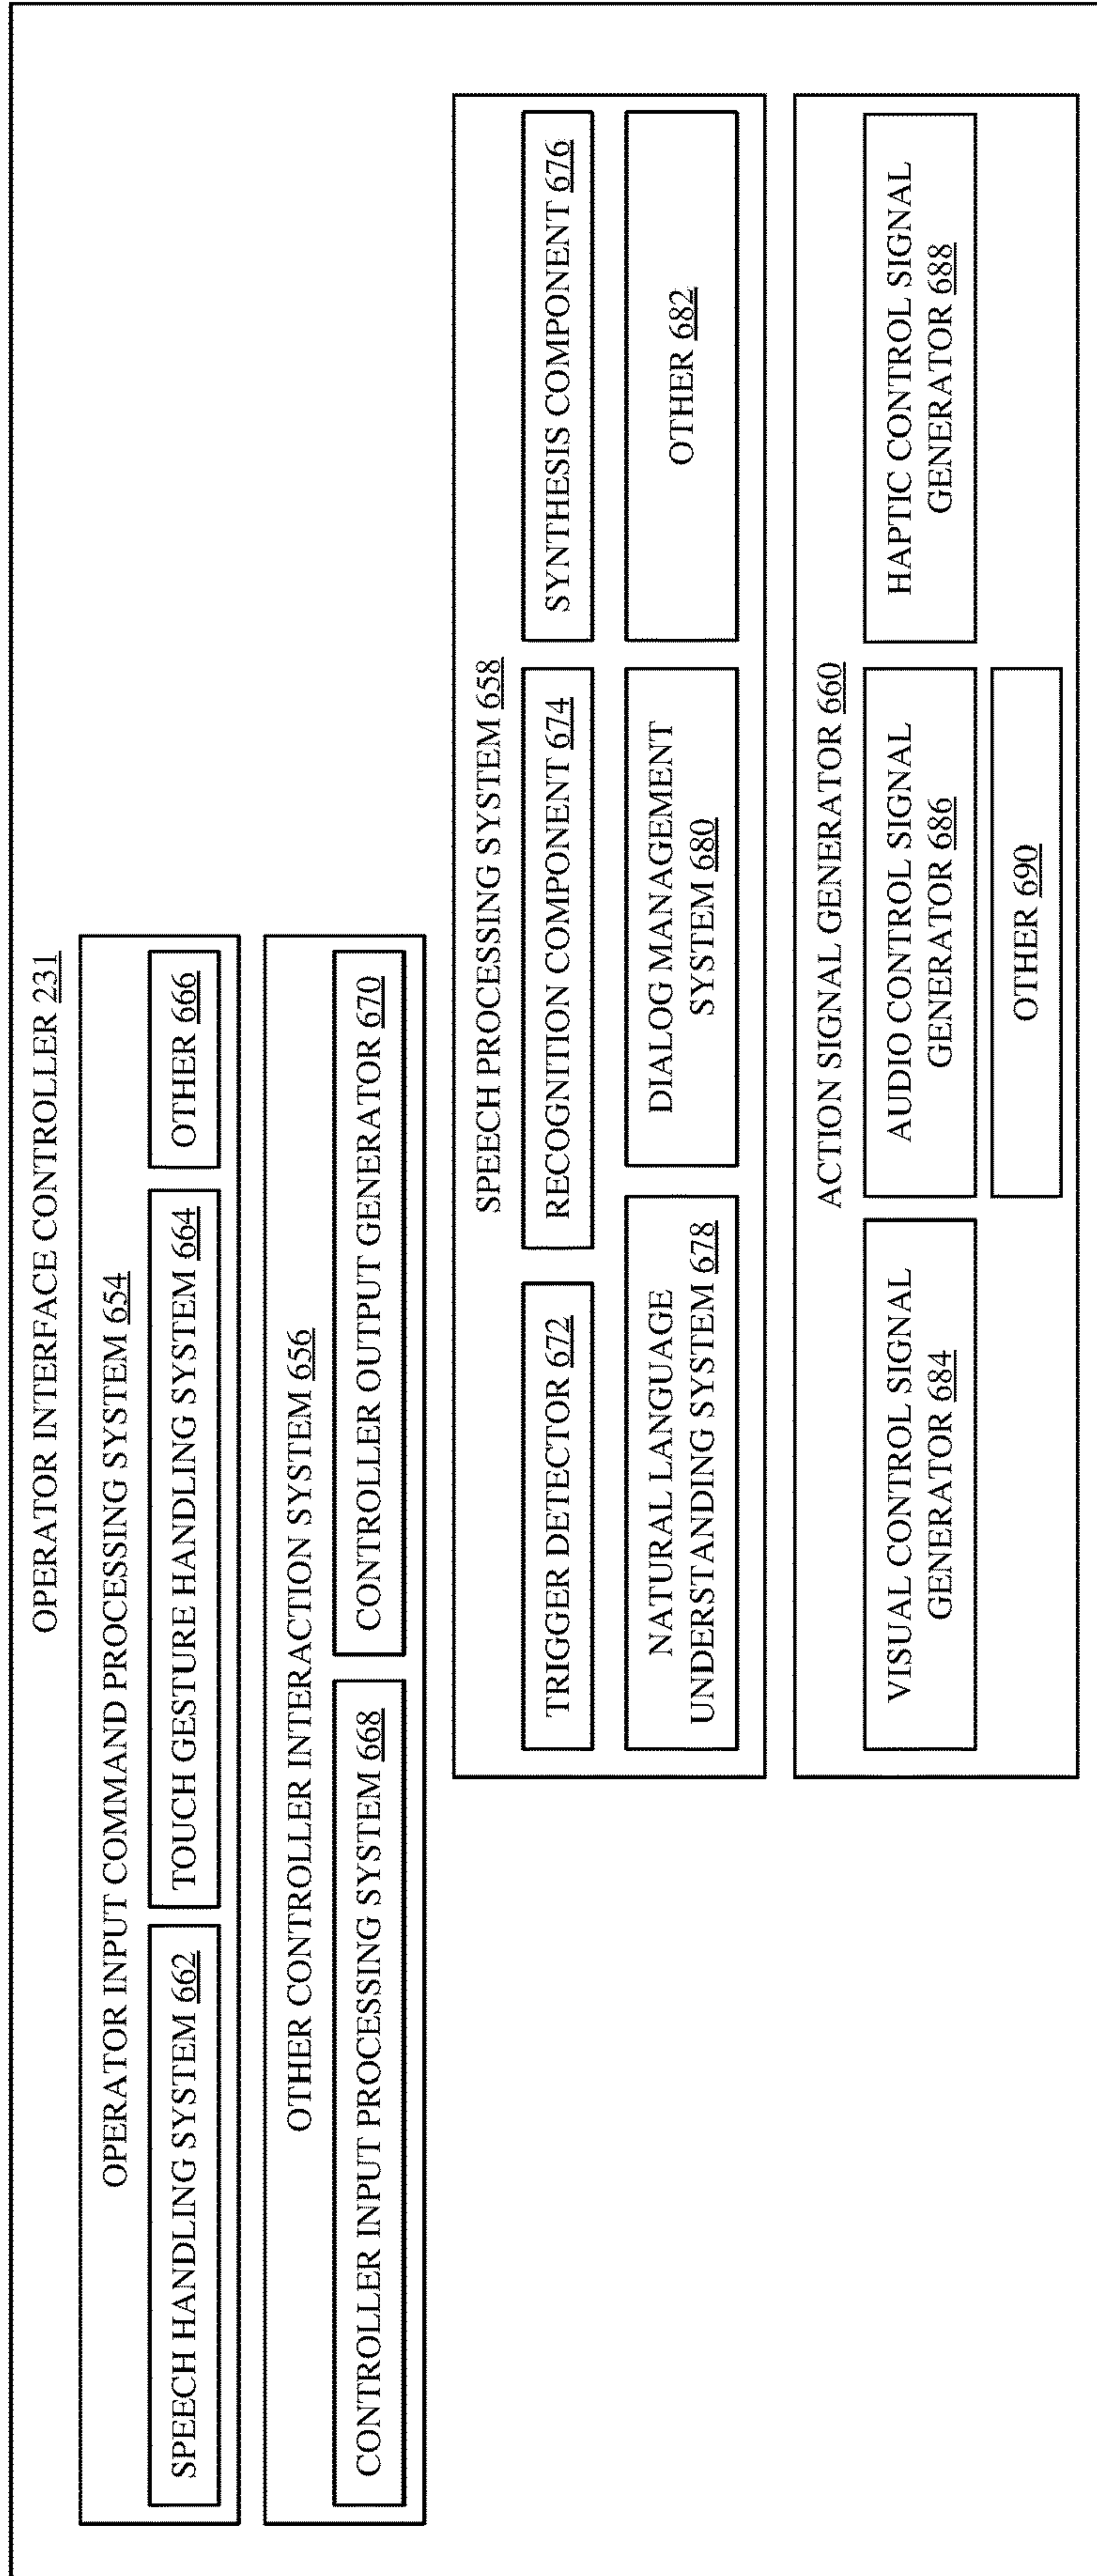 OPERATOR INTERFACE CONTROLLER 231
OPERATOR INPUT COMMAND PROCESSING SYSTEM 654
SPEECH HANDLING SYSTEM 662
TOUCH GESTURE HANDLING SYSTEM 664
OTHER 666
OTHER CONTROLLER INTERACTION SYSTEM 656
CONTROLLER INPUT PROCESSING SYSTEM 668
CONTROLLER OUTPUT GENERATOR 670
SPEECH PROCESSING SYSTEM 658
TRIGGER DETECTOR 672
RECOGNITION COMPONENT 674
SYNTHESIS COMPONENT 676
NATURAL LANGUAGE
UNDERSTANDING SYSTEM 678
DIALOG MANAGEMENT
SYSTEM 680
OTHER 682
ACTION SIGNAL GENERATOR 660
VISUAL CONTROL SIGNAL
GENERATOR 684
AUDIO CONTROL SIGNAL
GENERATOR 686
HAPTIC CONTROL SIGNAL
GENERATOR 688
OTHER 690